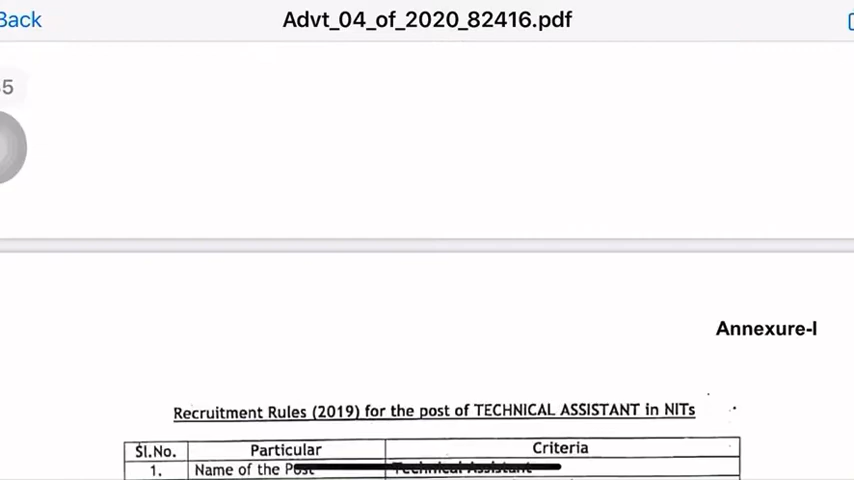 Back
Advt_04_of_2020_82416.pdf
Annexure-I
Recruitment Rules (2019) for the post of TECHNICAL ASSISTANT in NITs
Sl.No. Particular Criteria
1. Name of the Post Technical Assistant